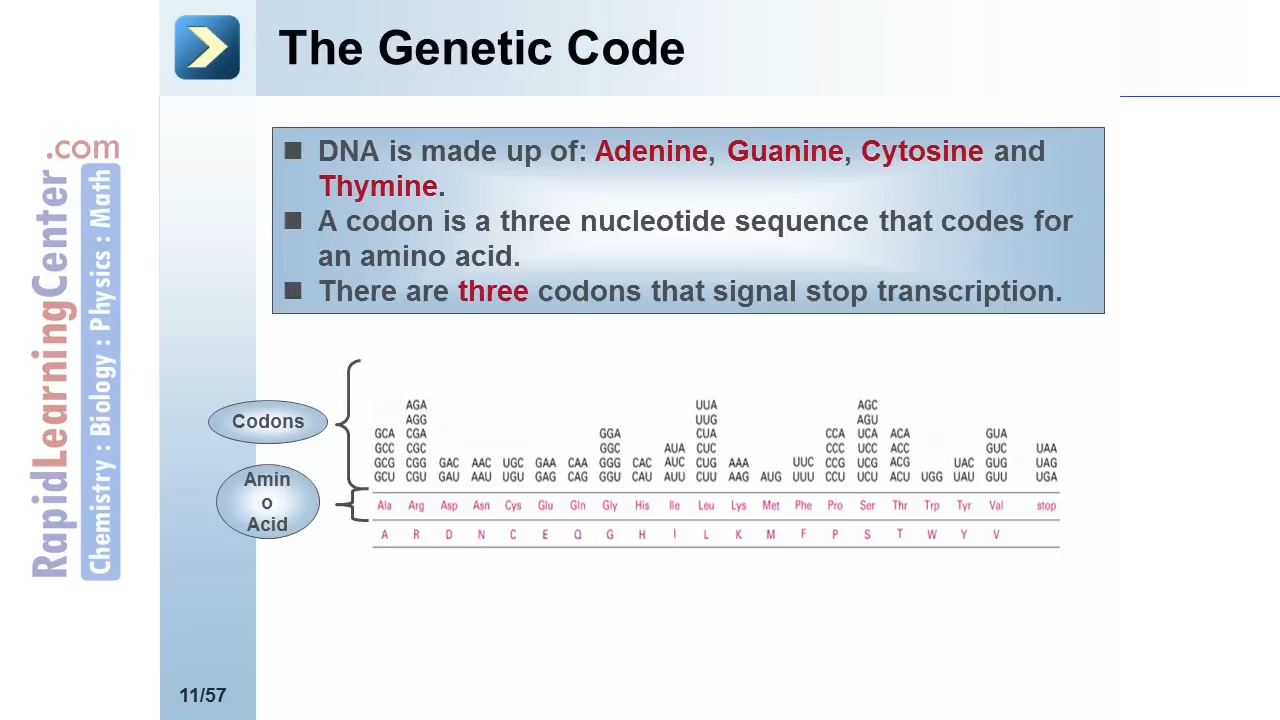 The Genetic Code
DNA is made up of: Adenine, Guanine, Cytosine and
Thymine.
A codon is a three nucleotide sequence that codes for
an amino acid.
There are three codons that signal stop transcription.
RapidLearningCenter.com
Chemistry : Biology : Physics : Math
Codons
AGA UUA AGC
AGG UUG AGU
GCA CGA GGA CUA CCA UCA ACA GUA
GCC CGC GGC AUA CUC CCC UCC ACC GUC UAA
GCG CGG GAC AAC UGC GAA CAA GGG CAC AUC CUG AAA UUC CCG UCG ACG UAC GUG UAG
GCU CGU GAU AAU UGU GAG CAG GGU CAU AUU CUU AAG AUG UUU CCU UCU ACU UGG UAU GUU UGA
Amin
o
Acid
Ala Arg Asp Asn Cys Glu Gln Gly His Ile Leu Lys Met Phe Pro Ser Thr Trp Tyr Val stop
A R D N C E Q G H I L K M F P S T W Y V
11/57